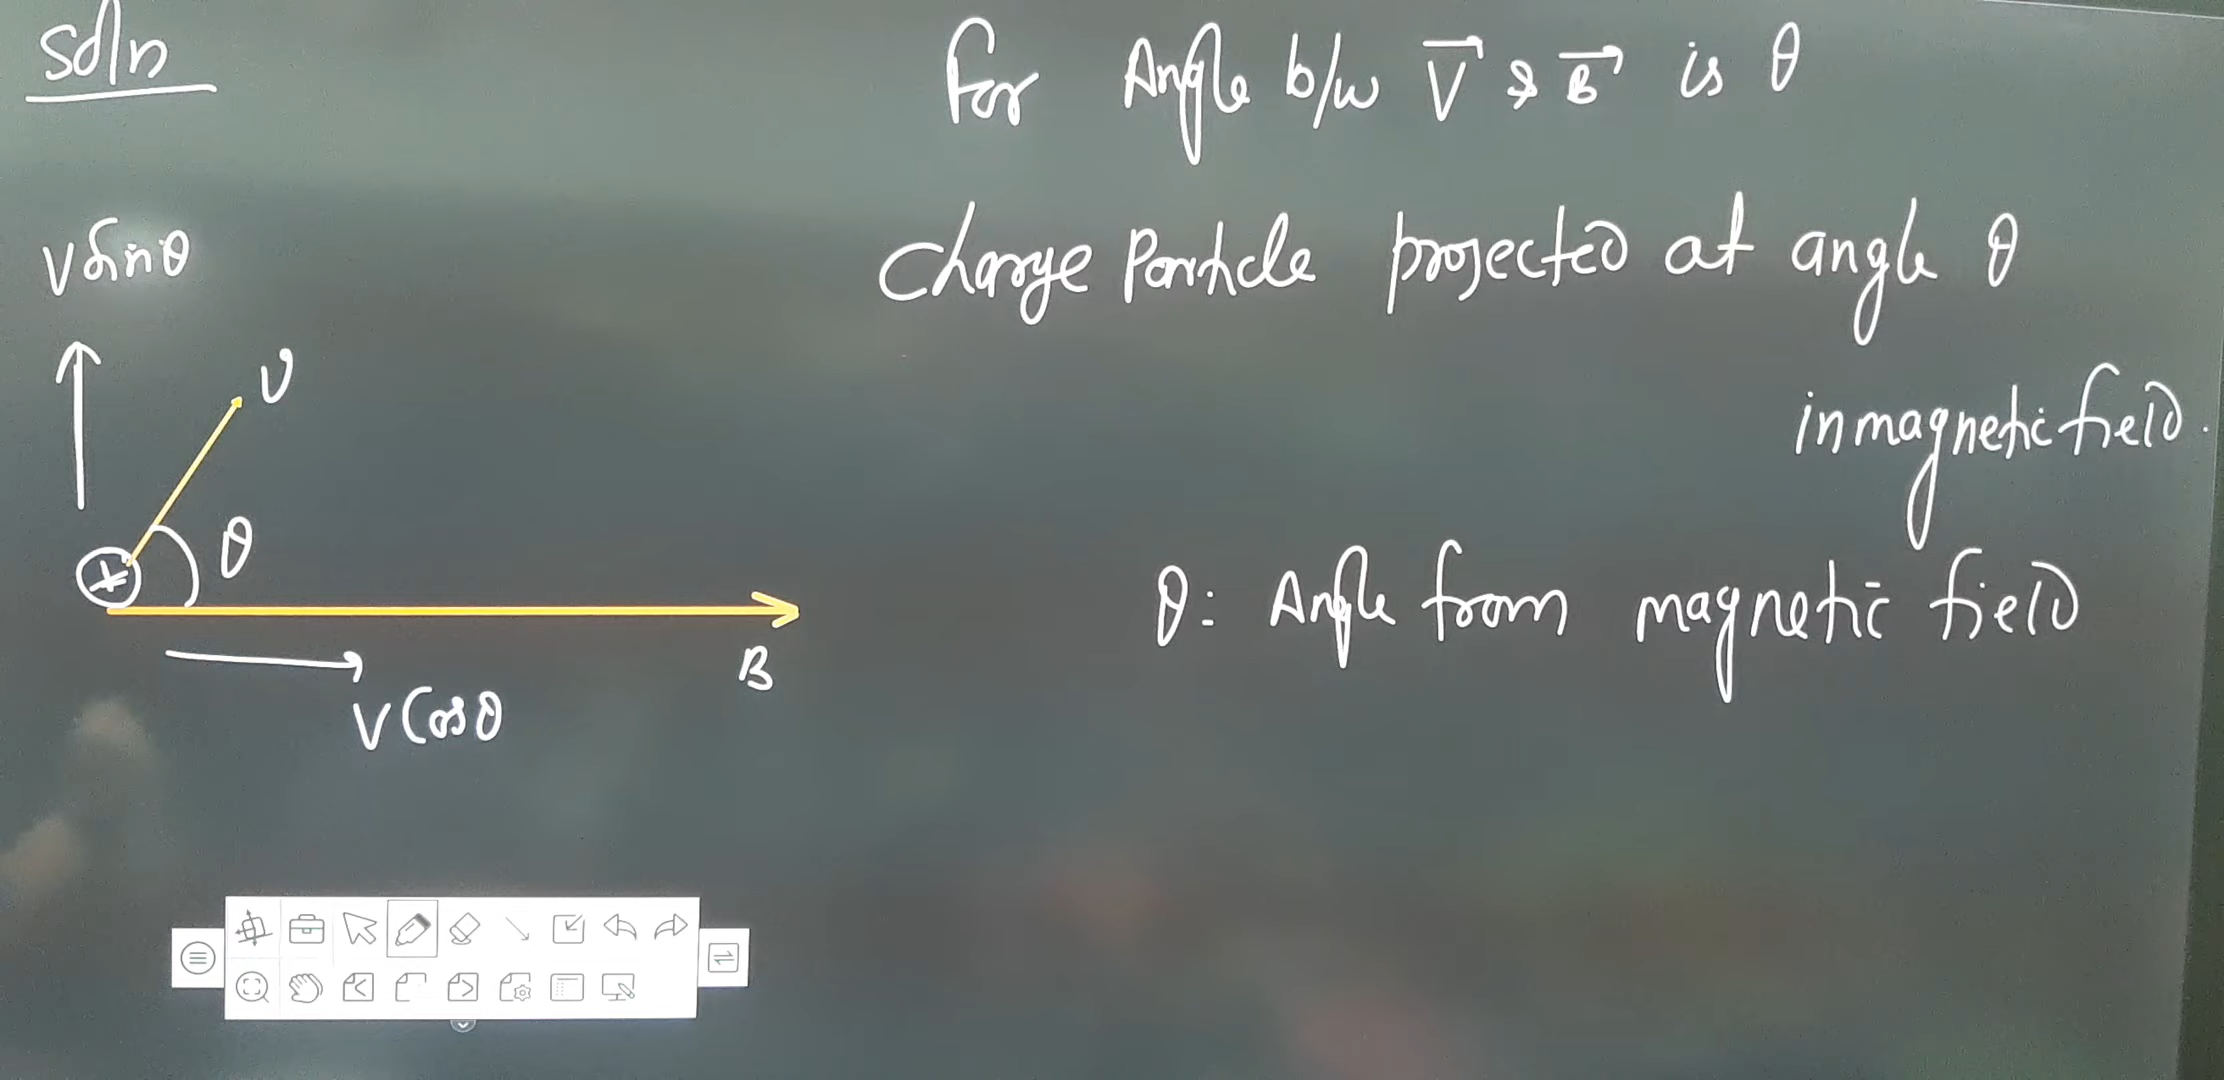 Soln
for Angle b/w V & B is θ
Charge Particle projected at angle θ
in magnetic field.
θ: Angle from magnetic field
V sinθ
v
θ
+
B
V Cosθ